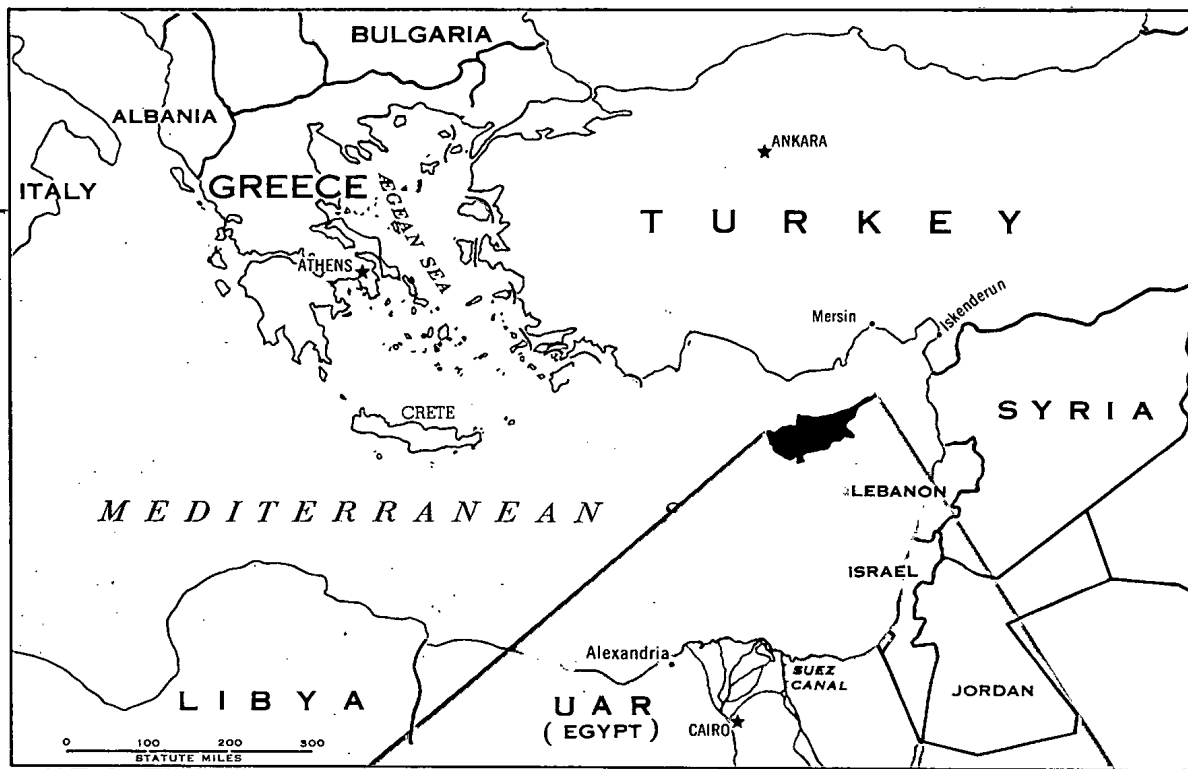 BULGARIA
ALBANIA
ANKARA
ITALY
GREECE
ÆGEAN SEA
TURKEY
ATHENS
Mersin
Iskenderun
CRETE
SYRIA
LEBANON
MEDITERRANEAN
ISRAEL
Alexandria
SUEZ
CANAL
LIBYA
UAR
(EGYPT)
JORDAN
CAIRO
0 100 200 300
STATUTE MILES